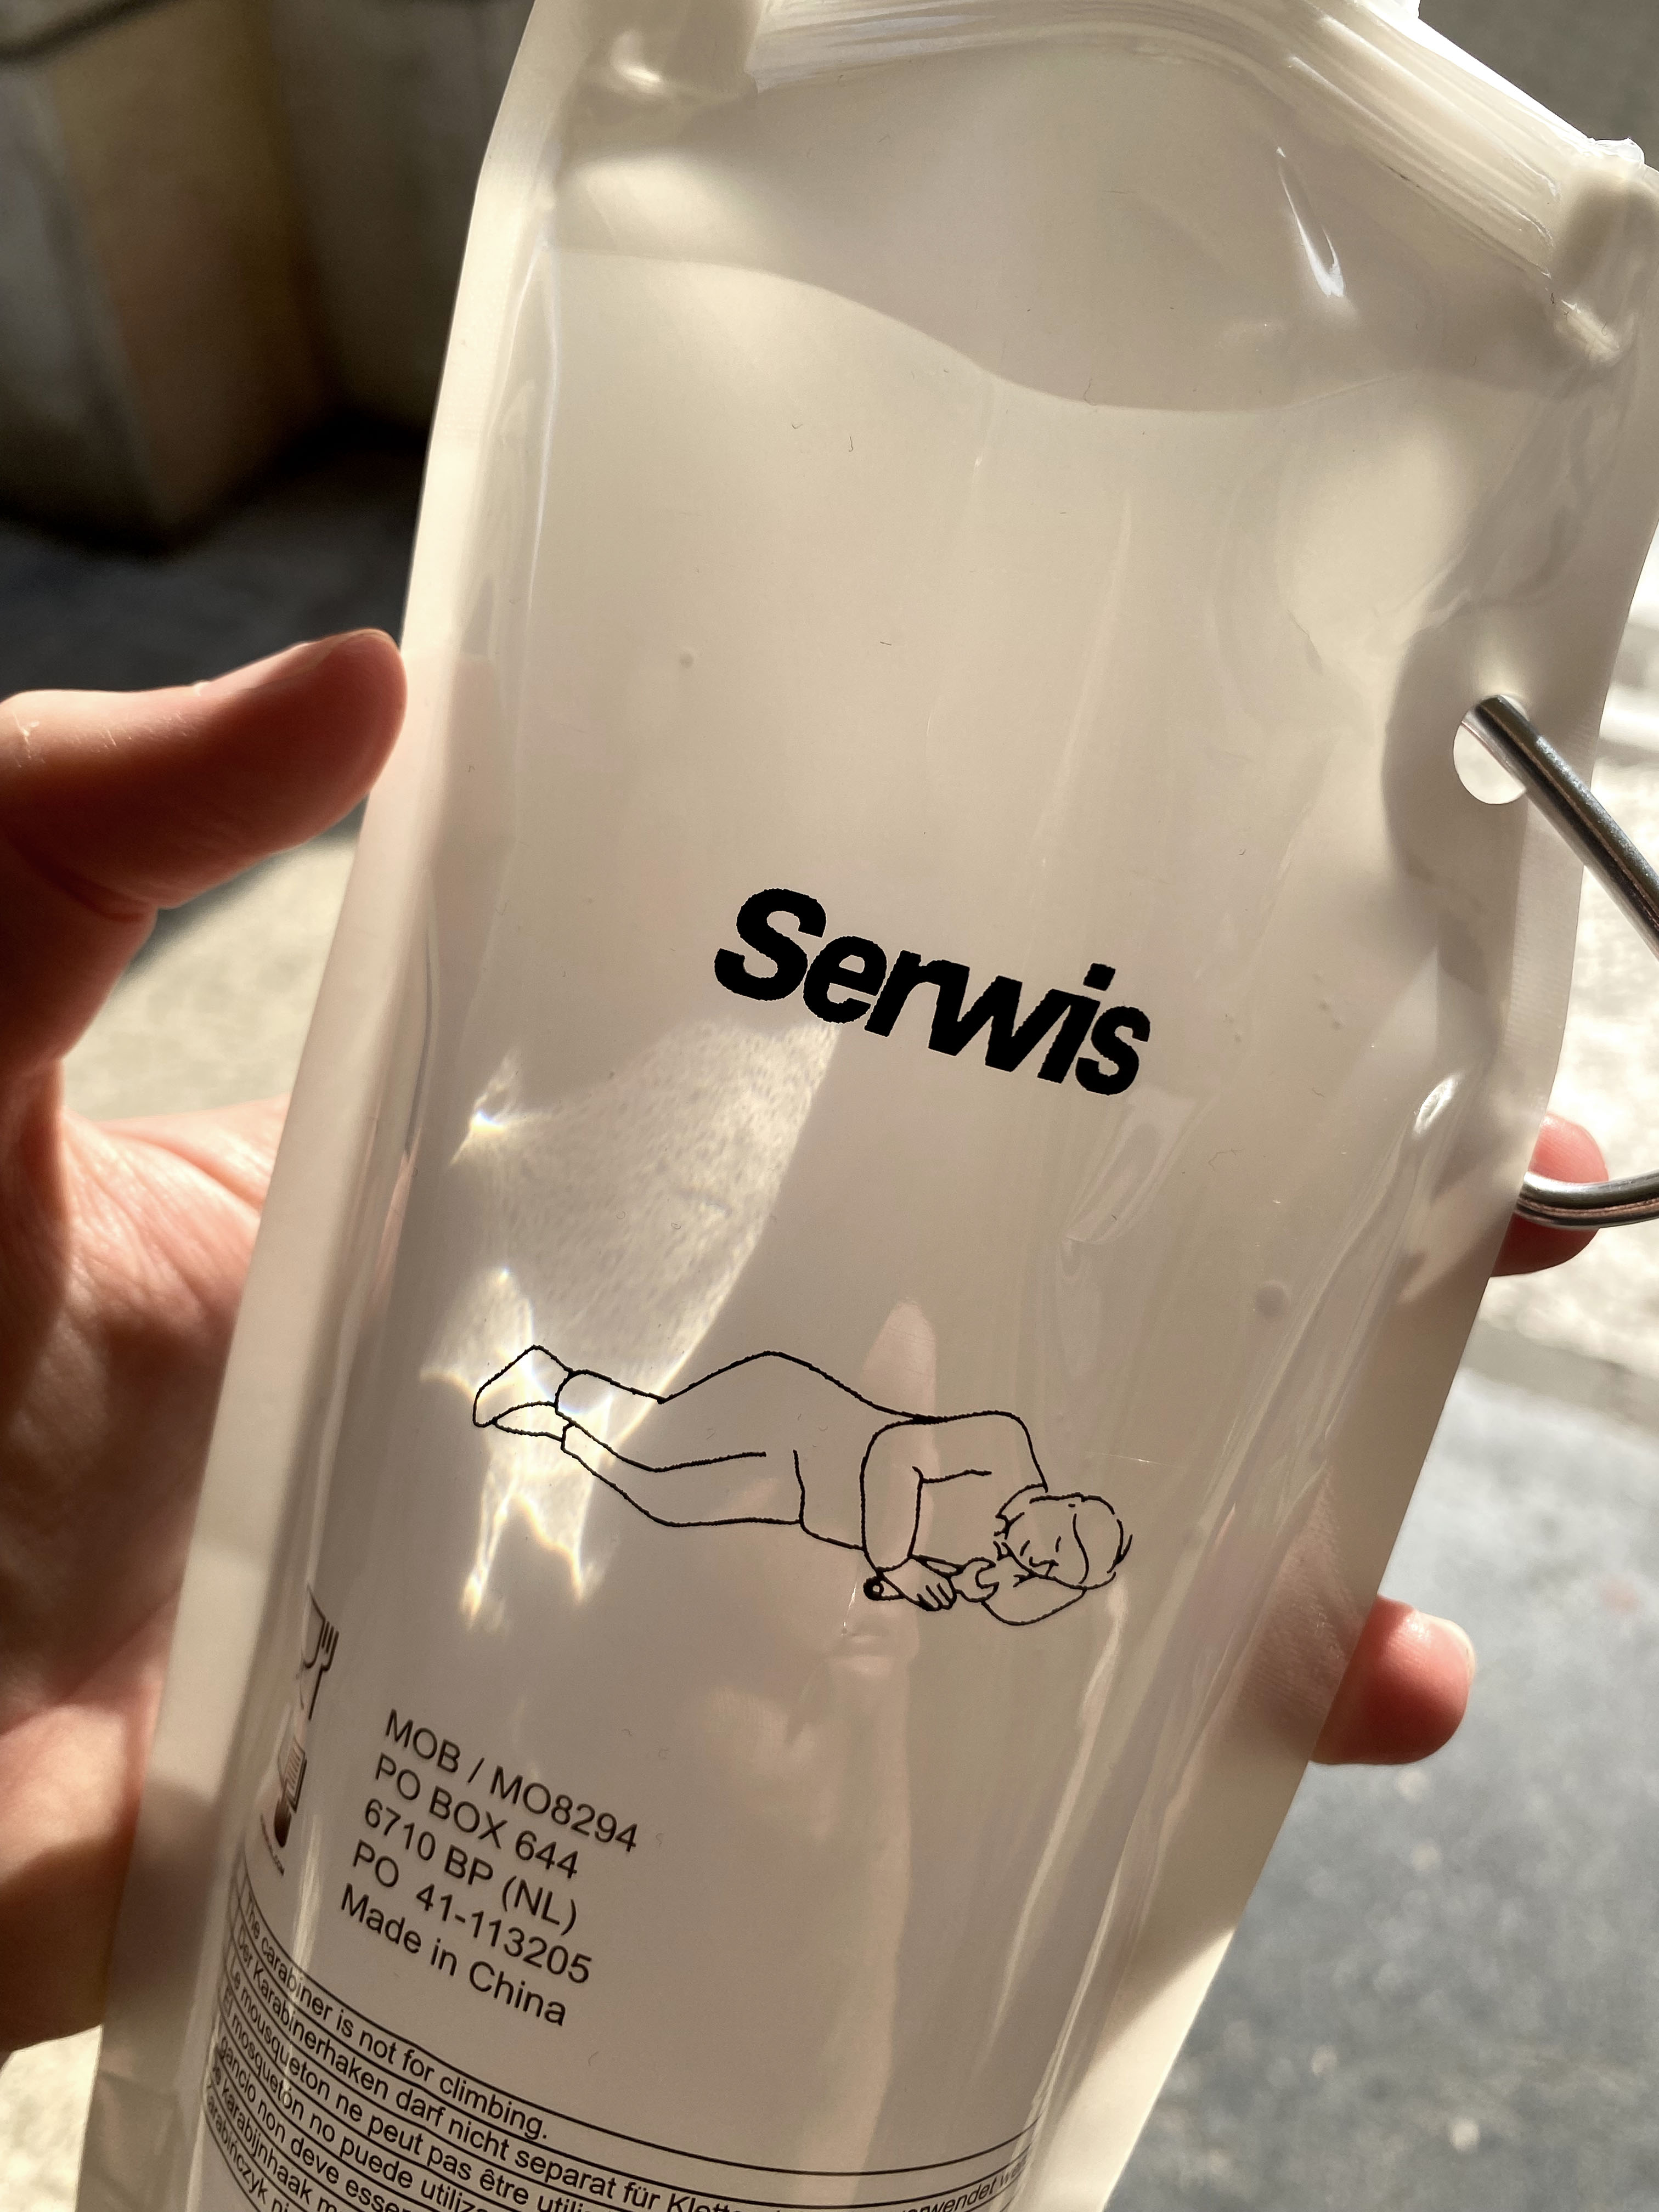 Serwis
MOB / MO8294
PO BOX 644
6710 BP (NL)
PO 41-113205
Made in China
The carabiner is not for climbing.
Der Karabinerhaken darf nicht separat für
Le mousqueton ne peut pas être
El mosquetón no puede
gancio non deve
karabijnhaak